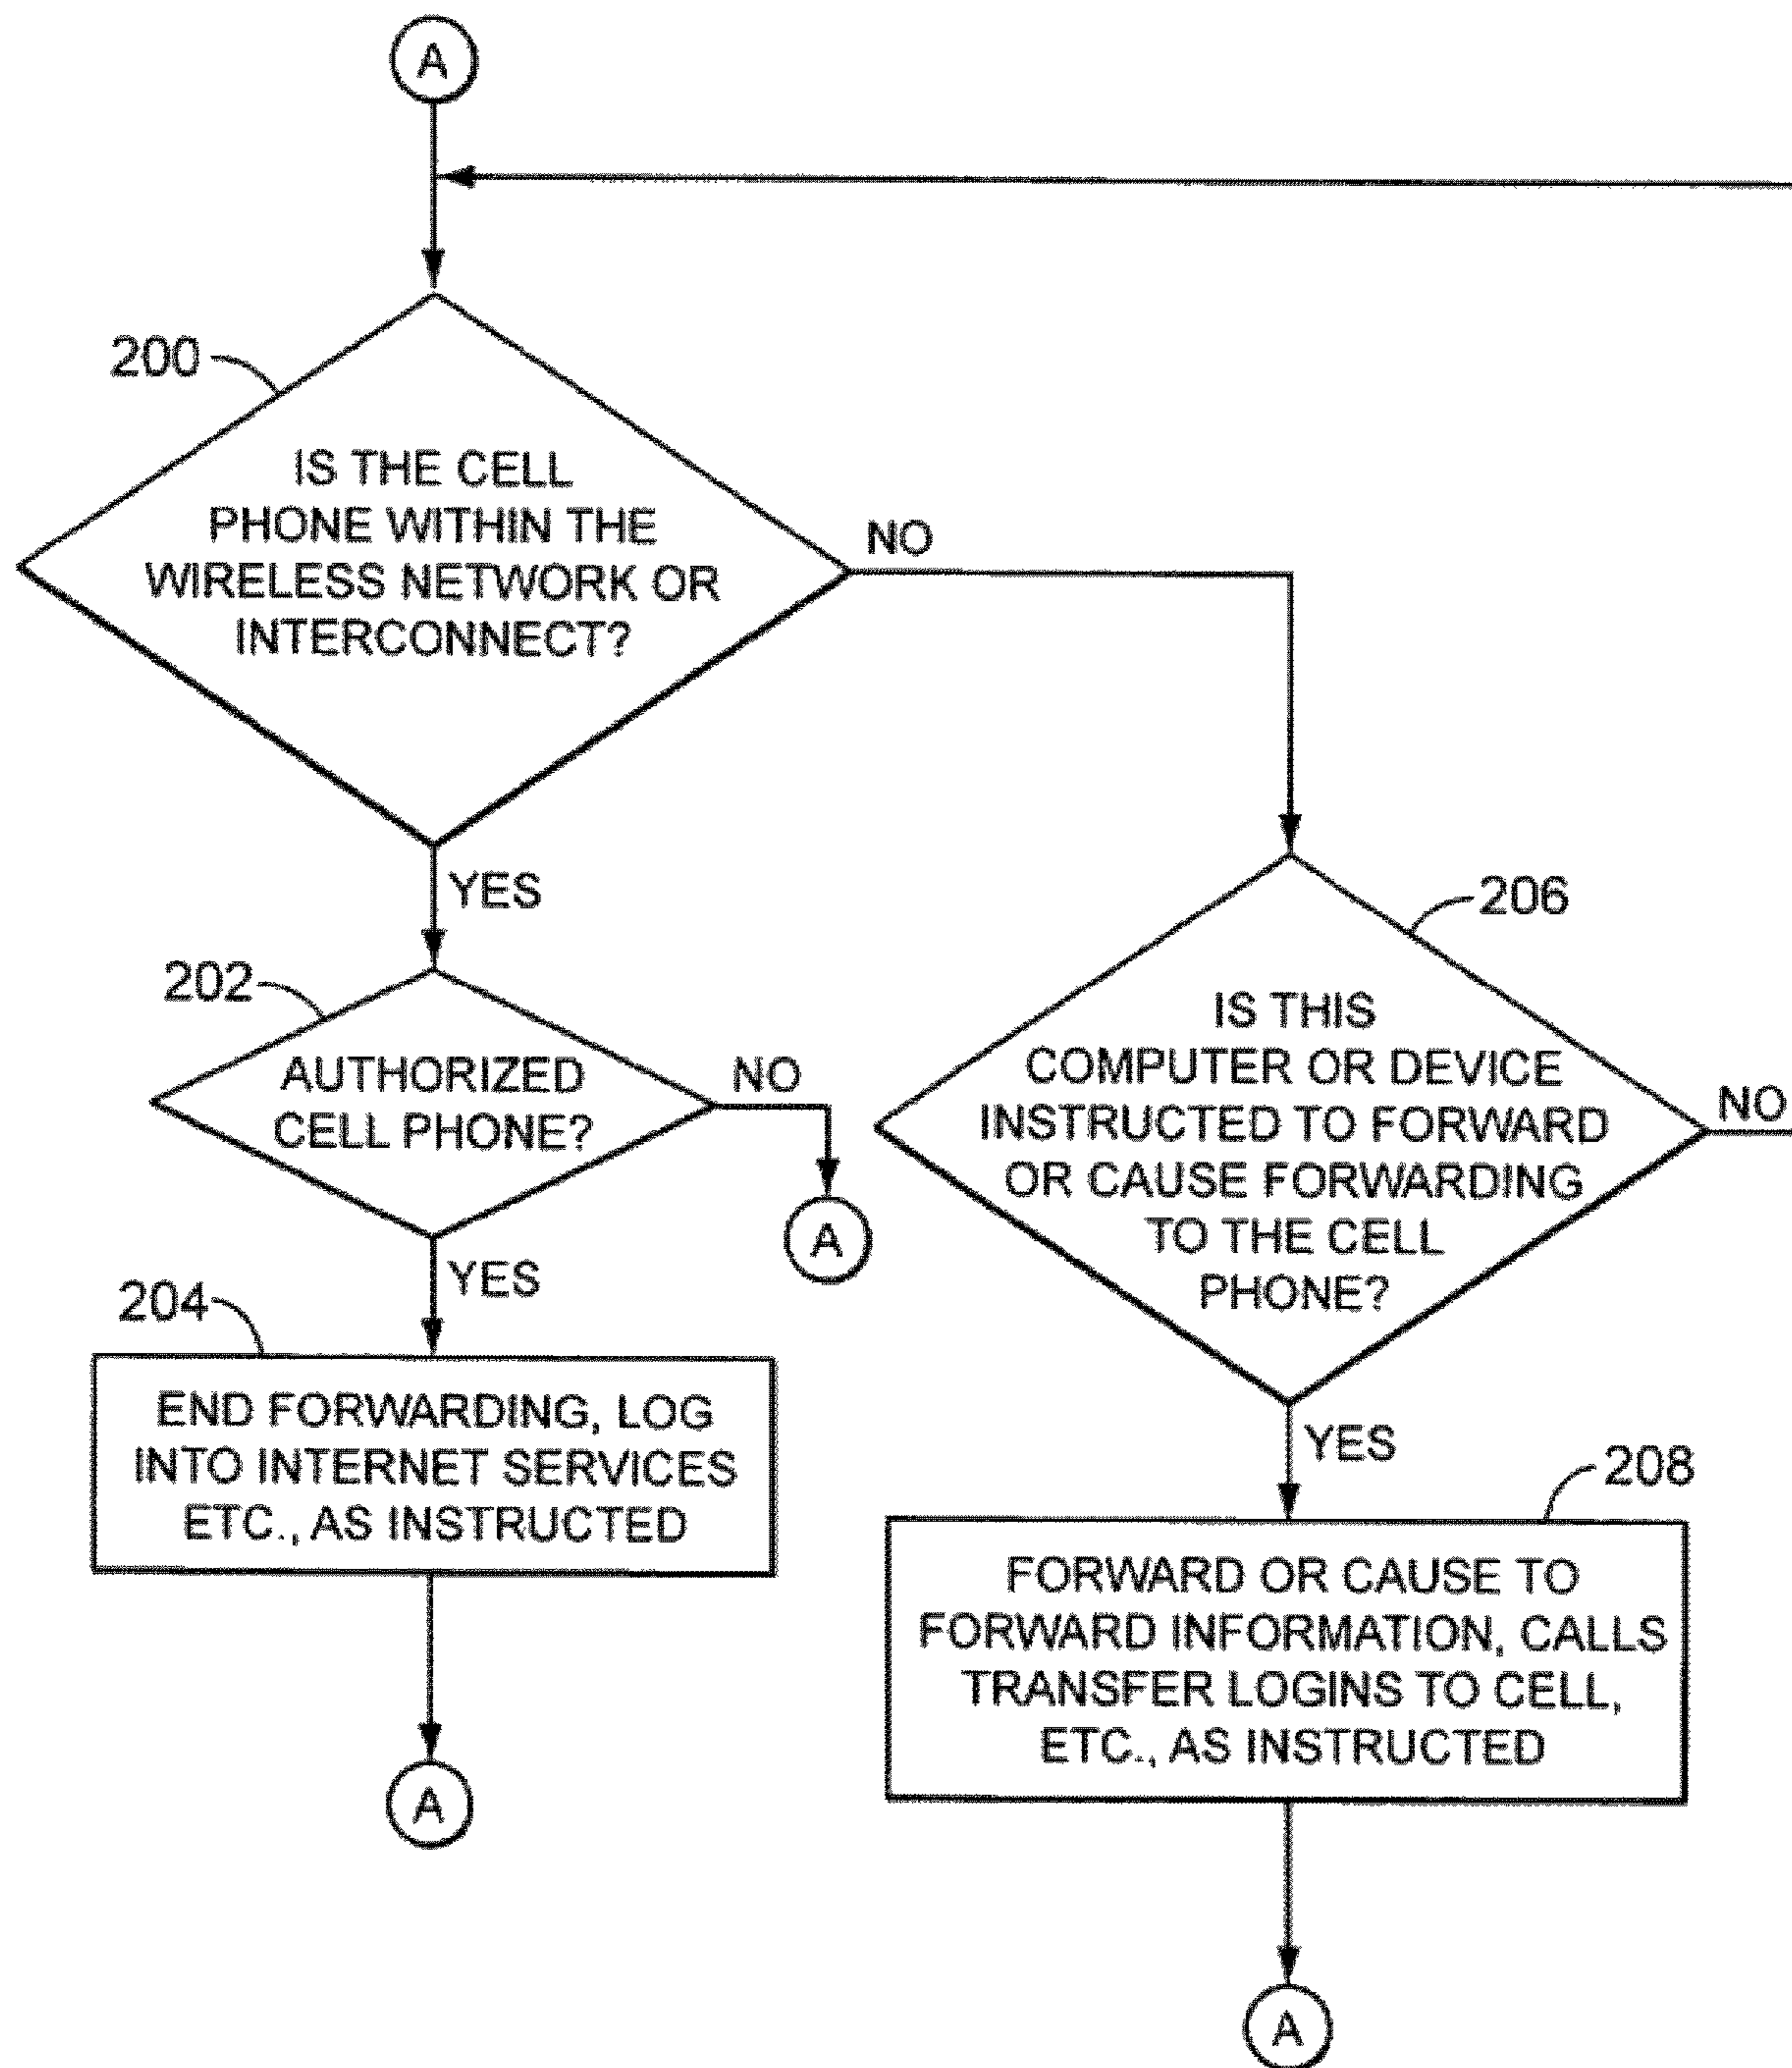 A
200
IS THE CELL
PHONE WITHIN THE
WIRELESS NETWORK OR
INTERCONNECT?
NO
YES
206
202
AUTHORIZED
CELL PHONE?
NO
A
IS THIS
COMPUTER OR DEVICE
INSTRUCTED TO FORWARD
OR CAUSE FORWARDING
TO THE CELL
PHONE?
NO
YES
204
END FORWARDING, LOG
INTO INTERNET SERVICES
ETC., AS INSTRUCTED
A
YES
208
FORWARD OR CAUSE TO
FORWARD INFORMATION, CALLS
TRANSFER LOGINS TO CELL,
ETC., AS INSTRUCTED
A